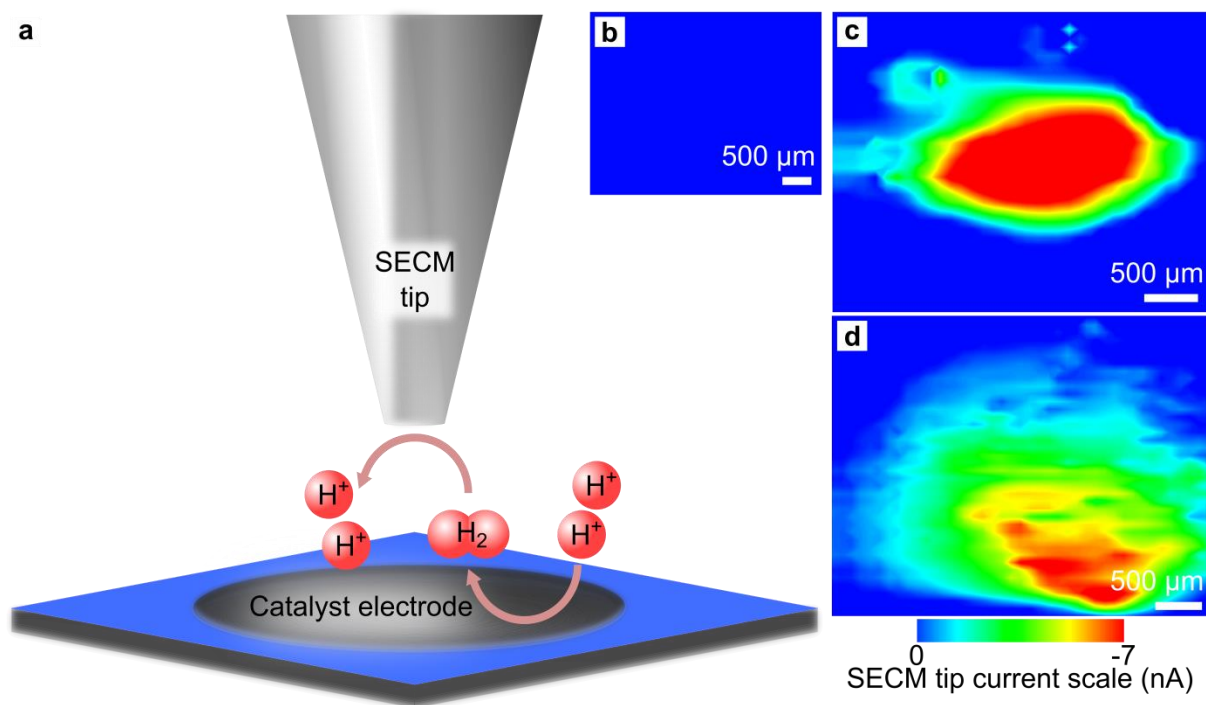 a
SECM
tip
H+
H+
H+
H2
H+
Catalyst electrode
b
500 µm
c
500 µm
d
500 µm
0
-7
SECM tip current scale (nA)